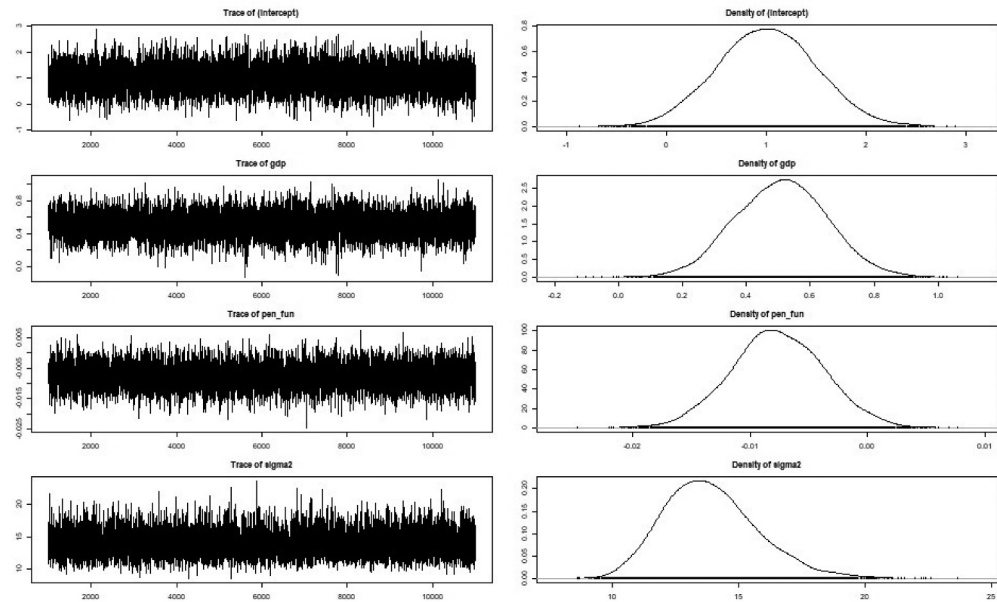 Trace of (Intercept)
3
2
1
0
-1
2000 4000 6000 8000 10000
Density of (Intercept)
0.8
0.6
0.4
0.2
0.0
-1 0 1 2 3
Trace of gdp
0.8
0.4
0.0
2000 4000 6000 8000 10000
Density of gdp
2.5
2.0
1.5
1.0
0.5
0.0
-0.2 0.0 0.2 0.4 0.6 0.8 1.0
Trace of pen_fun
0.005
-0.005
-0.015
-0.025
2000 4000 6000 8000 10000
Density of pen_fun
100
80
60
40
20
0
-0.02 -0.01 0.00 0.01
Trace of sigma2
20
15
10
2000 4000 6000 8000 10000
Density of sigma2
0.20
0.15
0.10
0.05
0.00
10 15 20 25